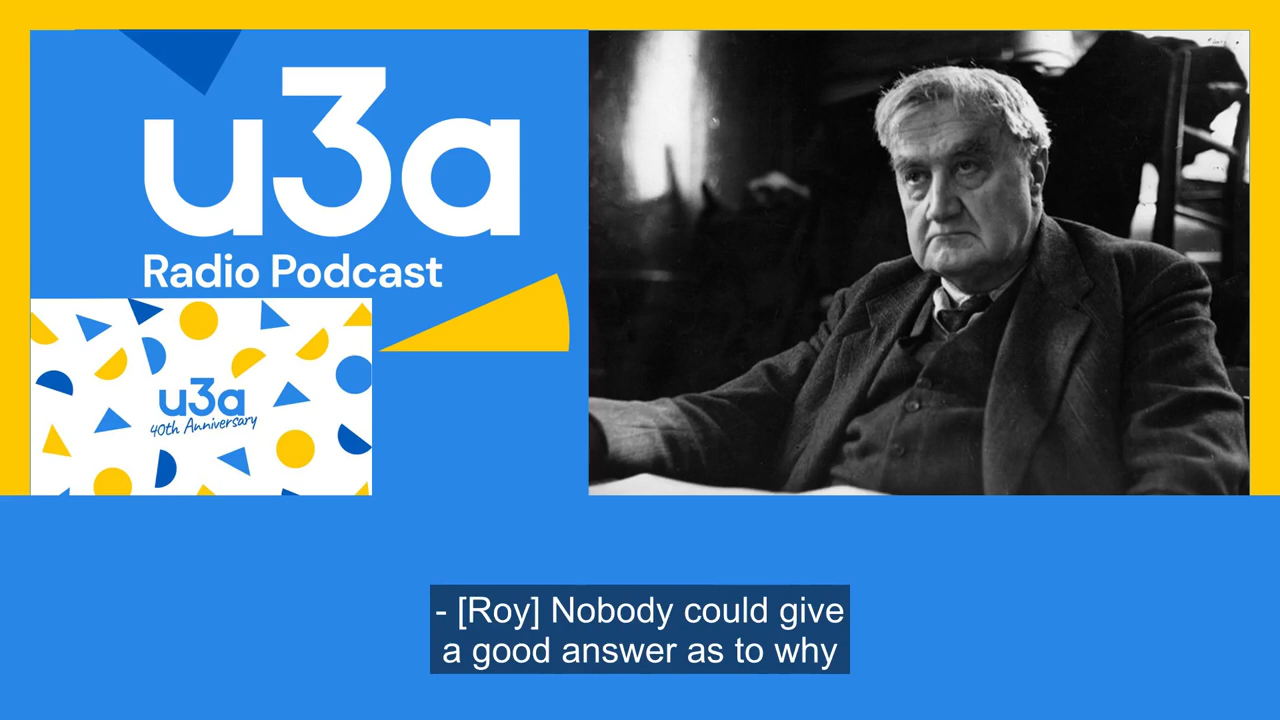 u3a
Radio Podcast
u3a
40th Anniversary
- [Roy] Nobody could give
a good answer as to why